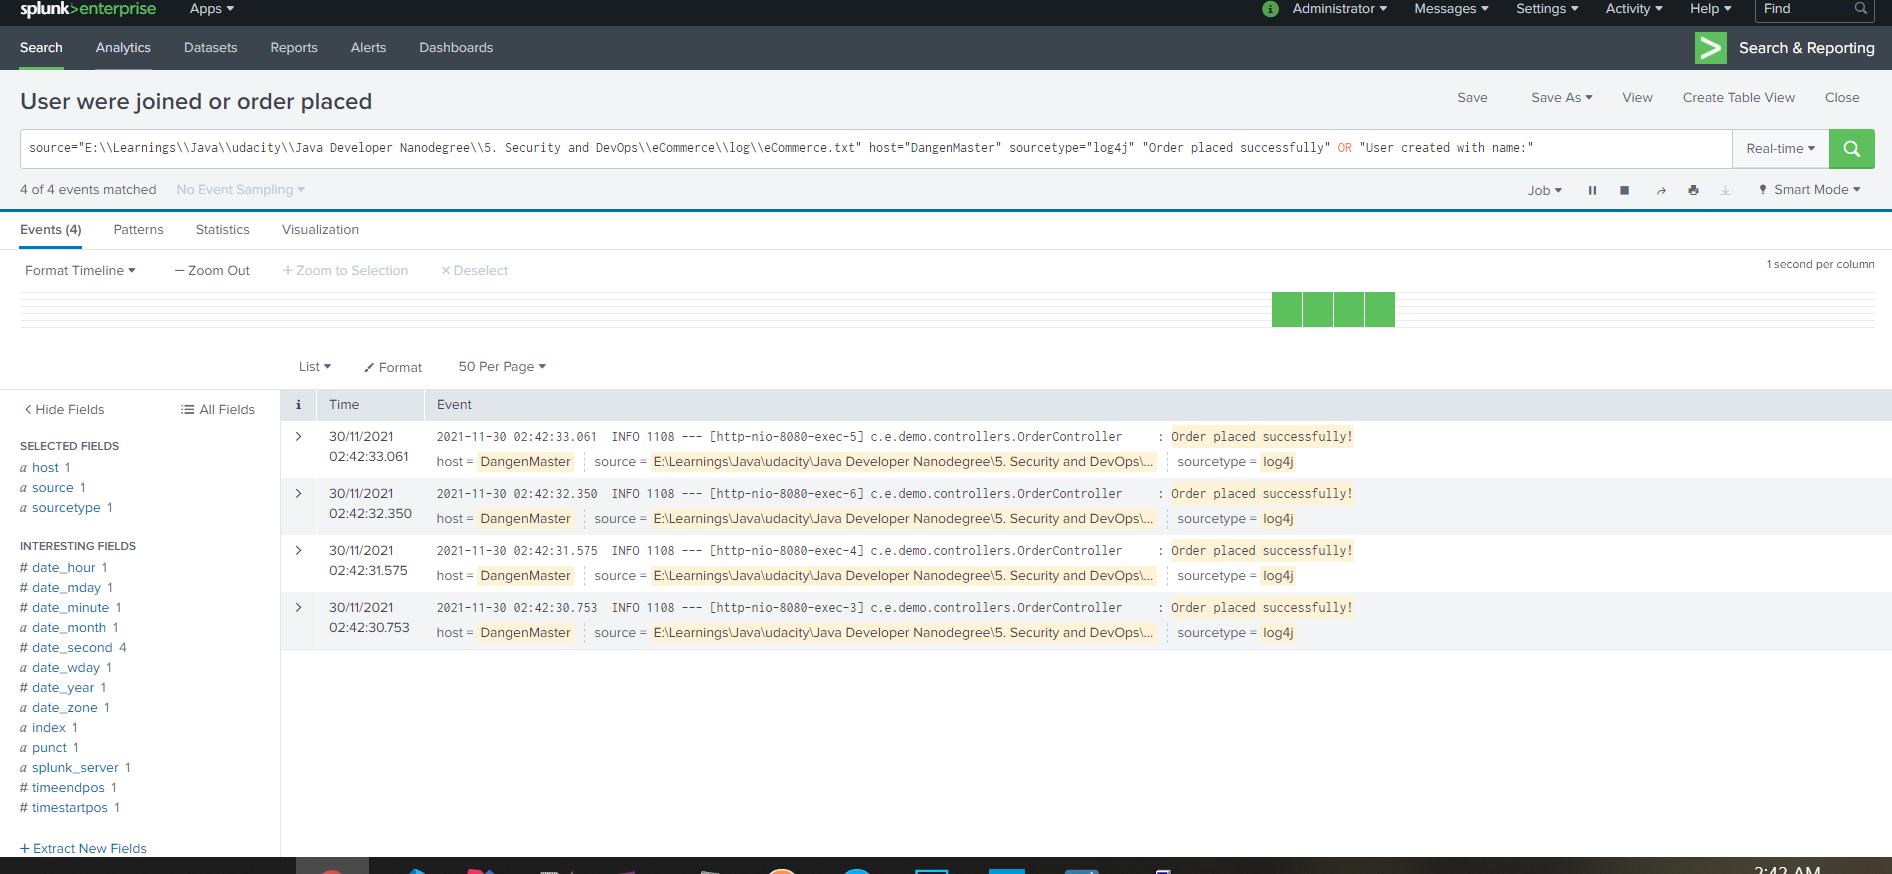 splunk>enterprise Apps Administrator Messages Settings Activity Help Find
Search Analytics Datasets Reports Alerts Dashboards Search & Reporting
User were joined or order placed Save Save As View Create Table View Close
source="E:\\Learnings\\Java\\udacity\\Java Developer Nanodegree\\5. Security and DevOps\\eCommerce\\log\\eCommerce.txt" host="DangenMaster" sourcetype="log4j" "Order placed successfully" OR "User created with name:" Real-time
4 of 4 events matched No Event Sampling Job Smart Mode
Events (4) Patterns Statistics Visualization
Format Timeline — Zoom Out + Zoom to Selection × Deselect 1 second per column
List Format 50 Per Page
< Hide Fields All Fields
i Time Event
SELECTED FIELDS
a host 1
a source 1
a sourcetype 1
INTERESTING FIELDS
# date_hour 1
# date_mday 1
# date_minute 1
a date_month 1
# date_second 4
a date_wday 1
# date_year 1
a date_zone 1
a index 1
a punct 1
a splunk_server 1
# timeendpos 1
# timestartpos 1
+ Extract New Fields
> 30/11/2021 2021-11-30 02:42:33.061 INFO 1108 --- [http-nio-8080-exec-5] c.e.demo.controllers.OrderController : Order placed successfully!
02:42:33.061 host = DangenMaster source = E:\Learnings\Java\udacity\Java Developer Nanodegree\5. Security and DevOps\... sourcetype = log4j
> 30/11/2021 2021-11-30 02:42:32.350 INFO 1108 --- [http-nio-8080-exec-6] c.e.demo.controllers.OrderController : Order placed successfully!
02:42:32.350 host = DangenMaster source = E:\Learnings\Java\udacity\Java Developer Nanodegree\5. Security and DevOps\... sourcetype = log4j
> 30/11/2021 2021-11-30 02:42:31.575 INFO 1108 --- [http-nio-8080-exec-4] c.e.demo.controllers.OrderController : Order placed successfully!
02:42:31.575 host = DangenMaster source = E:\Learnings\Java\udacity\Java Developer Nanodegree\5. Security and DevOps\... sourcetype = log4j
> 30/11/2021 2021-11-30 02:42:30.753 INFO 1108 --- [http-nio-8080-exec-3] c.e.demo.controllers.OrderController : Order placed successfully!
02:42:30.753 host = DangenMaster source = E:\Learnings\Java\udacity\Java Developer Nanodegree\5. Security and DevOps\... sourcetype = log4j
2:42 AM